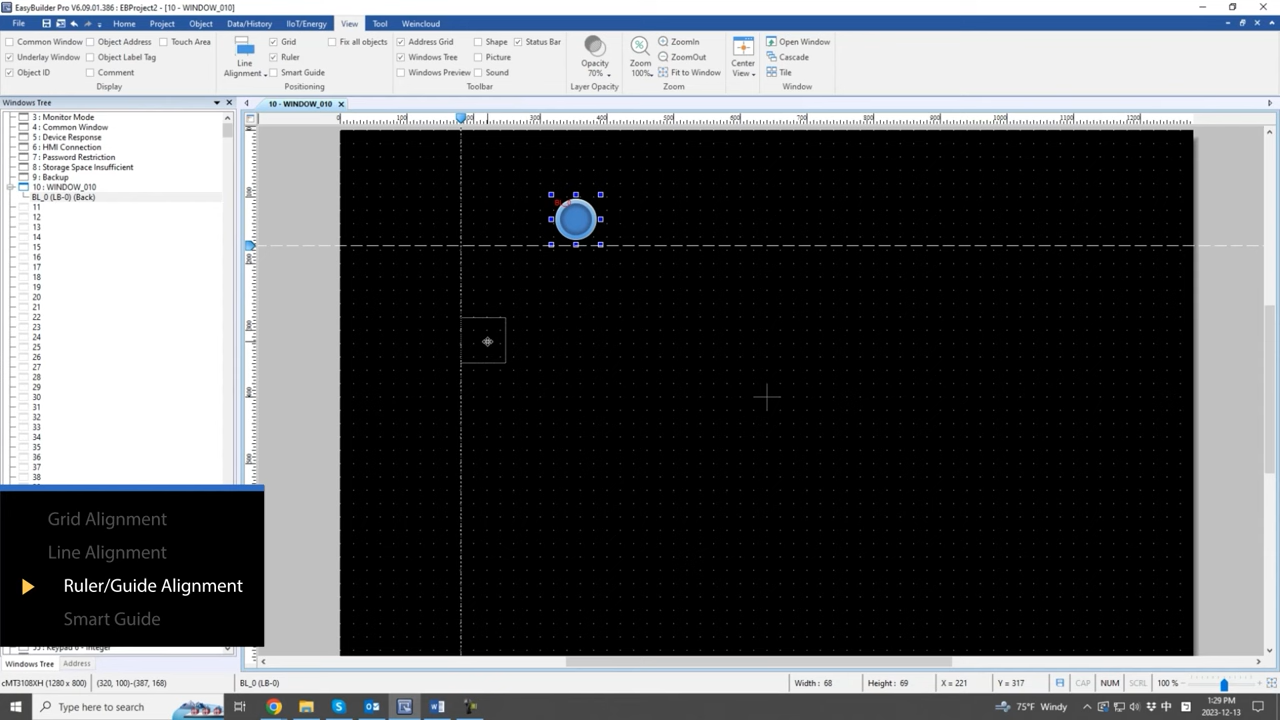 EasyBuilder Pro V6.09.01.386 : EBProject2 - [10 - WINDOW_010]
File Home Project Object Data/History IIoT/Energy View Tool Weincloud
Common Window Object Address Touch Area
Underlay Window Object Label Tag
Object ID Comment
Display
Line Alignment
Grid Fix all objects
Ruler
Smart Guide
Positioning
Address Grid Shape Status Bar
Windows Tree Picture
Windows Preview Sound
Toolbar
Opacity 70%
Layer Opacity
Zoom 100%
ZoomIn
ZoomOut
Fit to Window
Zoom
Center View
Open Window
Cascade
Tile
Window
Windows Tree
10 - WINDOW_010
3 : Monitor Mode
4 : Common Window
5 : Device Response
6 : HMI Connection
7 : Password Restriction
8 : Storage Space Insufficient
9 : Backup
10 : WINDOW_010
BL_0 (LB-0) (Back)
11
12
13
14
15
16
17
18
19
20
21
22
23
24
25
26
27
28
29
30
31
32
33
34
35
36
37
38
Grid Alignment
Line Alignment
Ruler/Guide Alignment
Smart Guide
Windows Tree Address
cMT3108XH (1280 x 800) (320, 100)-(387, 168) BL_0 (LB-0) Width : 68 Height : 69 X = 221 Y = 317 CAP NUM SCRL 100 %
Type here to search
75°F Windy
中
1:29 PM
2023-12-13